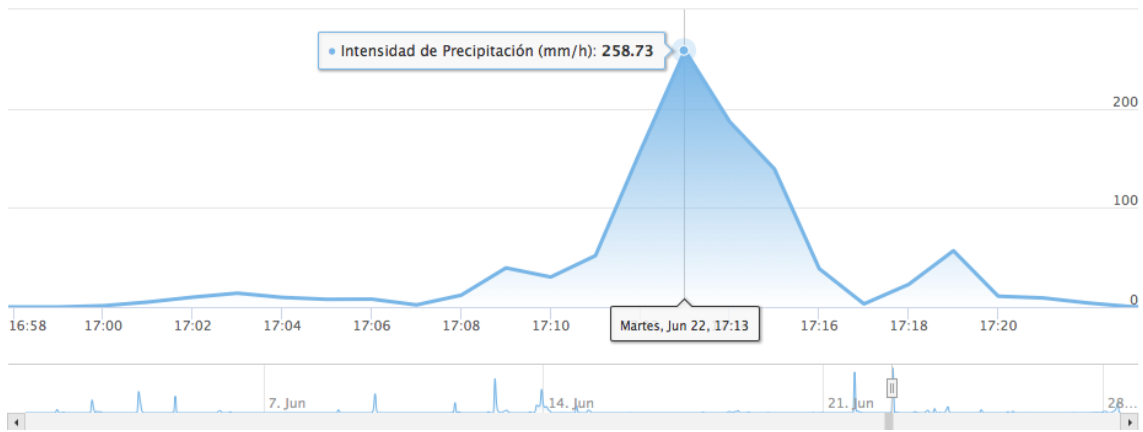 Intensidad de Precipitación (mm/h): 258.73
200
100
0
16:58 17:00 17:02 17:04 17:06 17:08 17:10 17:16 17:18 17:20
Martes, Jun 22, 17:13
7. Jun 14. Jun 21. Jun 28...